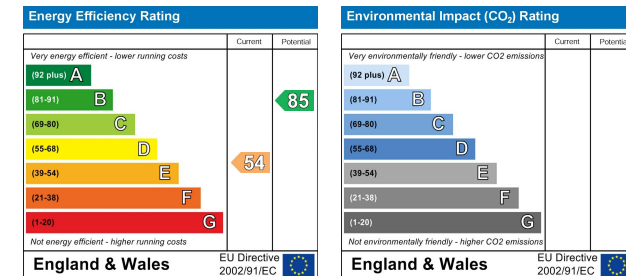 Energy Efficiency Rating
Current
Potential
Very energy efficient - lower running costs
(92 plus) A
(81-91) B
(69-80) C
(55-68) D
(39-54) E
(21-38) F
(1-20) G
85
54
Not energy efficient - higher running costs
England & Wales
EU Directive
2002/91/EC
Environmental Impact (CO₂) Rating
Current
Potential
Very environmentally friendly - lower CO2 emissions
(92 plus) A
(81-91) B
(69-80) C
(55-68) D
(39-54) E
(21-38) F
(1-20) G
Not environmentally friendly - higher CO2 emissions
England & Wales
EU Directive
2002/91/EC